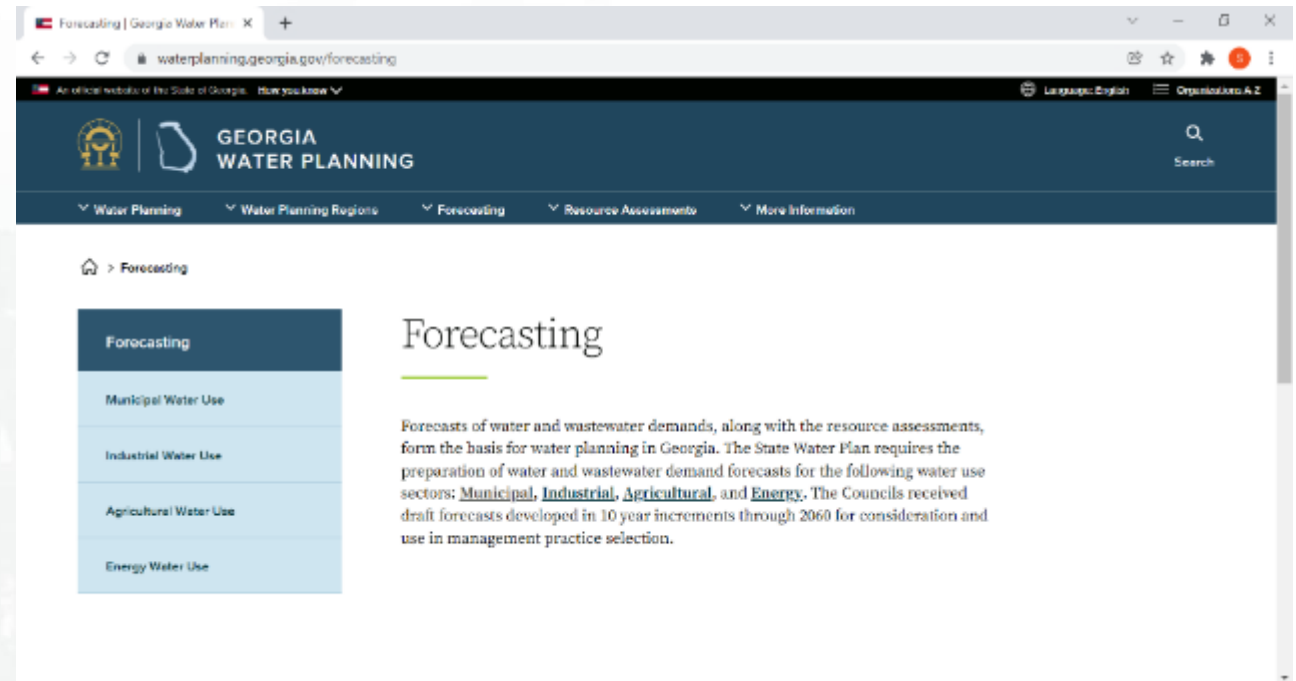 Forecasting | Georgia Water Plan
waterplanning.georgia.gov/forecasting
S
An official website of the State of Georgia. How you know
Language: English
Organizations A-Z
GEORGIA
WATER PLANNING
Search
Water Planning
Water Planning Regions
Forecasting
Resource Assessments
More Information
> Forecasting
Forecasting
Municipal Water Use
Industrial Water Use
Agricultural Water Use
Energy Water Use
Forecasting
Forecasts of water and wastewater demands, along with the resource assessments,
form the basis for water planning in Georgia. The State Water Plan requires the
preparation of water and wastewater demand forecasts for the following water use
sectors: Municipal, Industrial, Agricultural, and Energy. The Councils received
draft forecasts developed in 10 year increments through 2060 for consideration and
use in management practice selection.